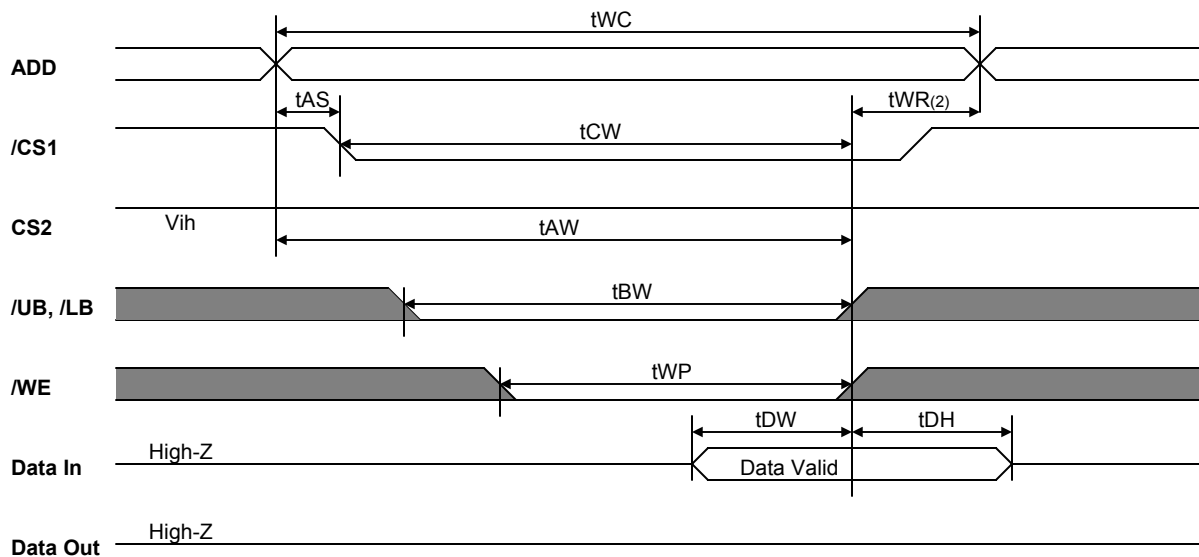 tWC
ADD
tAS
tWR(2)
/CS1
tCW
CS2
Vih
tAW
/UB, /LB
tBW
/WE
tWP
tDW
tDH
Data In
High-Z
Data Valid
Data Out
High-Z